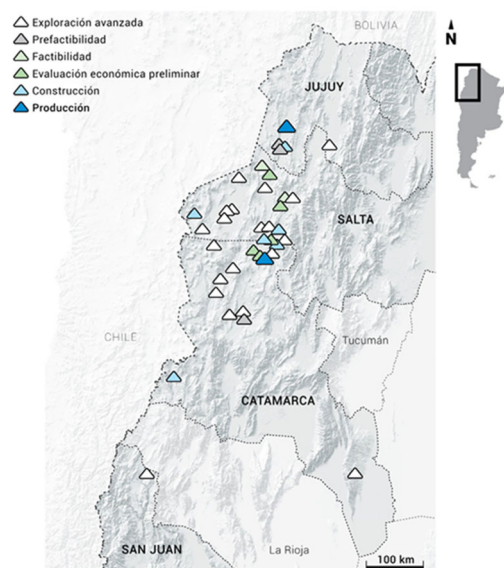 Exploración avanzada
Prefactibilidad
Factibilidad
Evaluación económica preliminar
Construcción
Producción
BOLIVIA
N
JUJUY
SALTA
CHILE
Tucumán
CATAMARCA
SAN JUAN
La Rioja
100 km